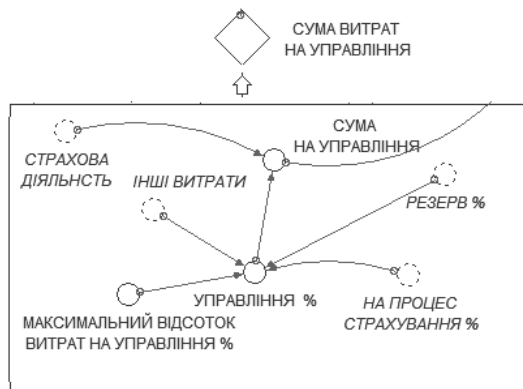 СУМА ВИТРАТ
НА УПРАВЛІННЯ
СУМА
НА УПРАВЛІННЯ
СТРАХОВА
ДІЯЛЬНСТЬ
ІНШІ ВИТРАТИ
РЕЗЕРВ %
УПРАВЛІННЯ %
НА ПРОЦЕС
СТРАХУВАННЯ %
МАКСИМАЛЬНИЙ ВІДСОТОК
ВИТРАТ НА УПРАВЛІННЯ %